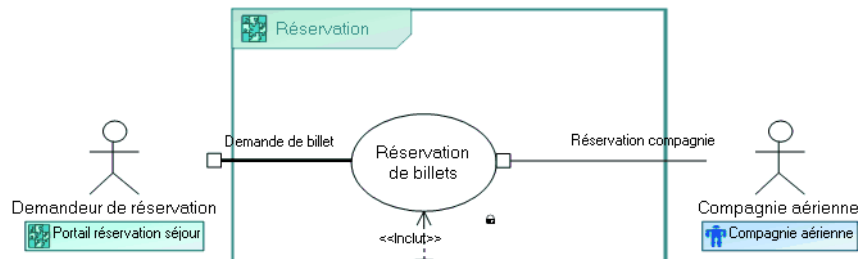 Réservation
Demande de billet
Réservation compagnie
Réservation
de billets
Demandeur de réservation
Compagnie aérienne
Portail réservation séjour
Compagnie aérienne
<<Inclut>>